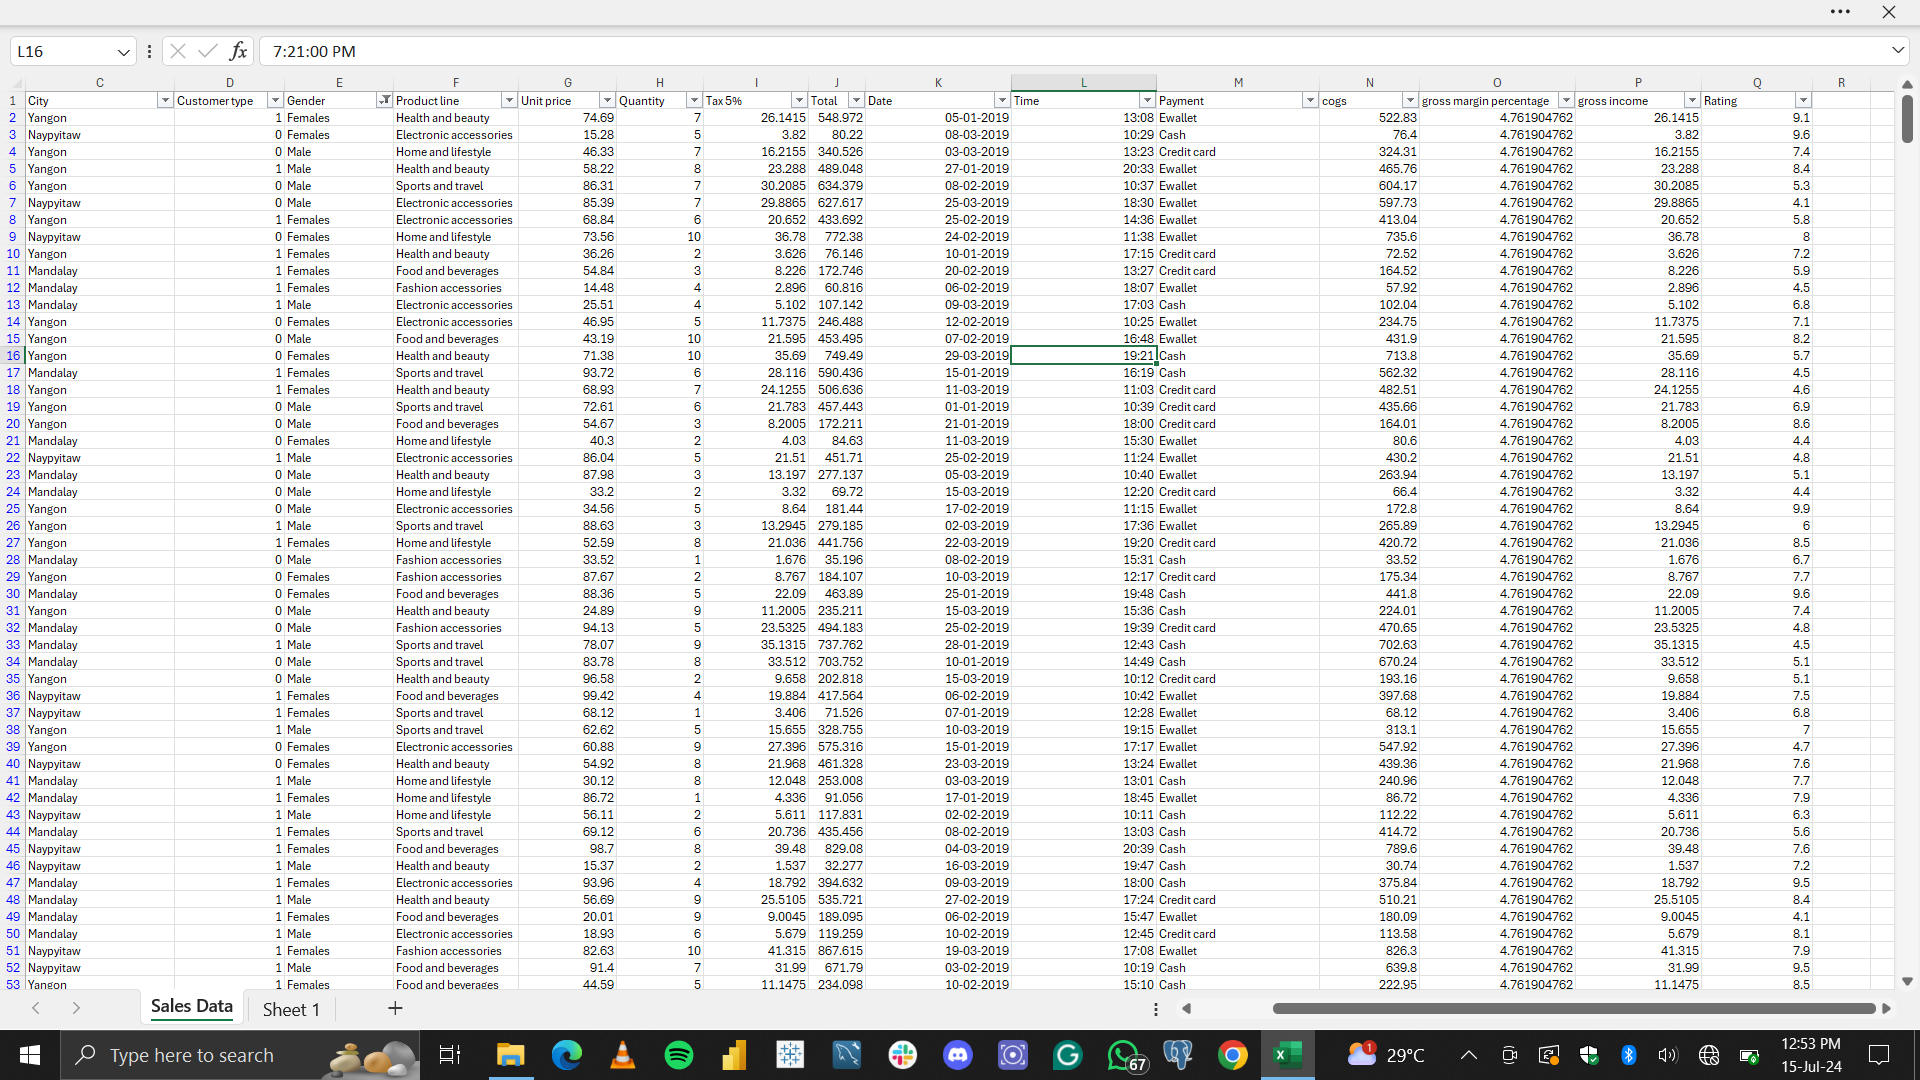 L16 fx 7:21:00 PM
C D E F G H I J K L M N O P Q R
1 City Customer type Gender Product line Unit price Quantity Tax 5% Total Date Time Payment cogs gross margin percentage gross income Rating
2 Yangon 1 Females Health and beauty 74.69 7 26.1415 548.972 05-01-2019 13:08 Ewallet 522.83 4.761904762 26.1415 9.1
3 Naypyitaw 0 Females Electronic accessories 15.28 5 3.82 80.22 08-03-2019 10:29 Cash 76.4 4.761904762 3.82 9.6
4 Yangon 0 Male Home and lifestyle 46.33 7 16.2155 340.526 03-03-2019 13:23 Credit card 324.31 4.761904762 16.2155 7.4
5 Yangon 1 Male Health and beauty 58.22 8 23.288 489.048 27-01-2019 20:33 Ewallet 465.76 4.761904762 23.288 8.4
6 Yangon 0 Male Sports and travel 86.31 7 30.2085 634.379 08-02-2019 10:37 Ewallet 604.17 4.761904762 30.2085 5.3
7 Naypyitaw 0 Male Electronic accessories 85.39 7 29.8865 627.617 25-03-2019 18:30 Ewallet 597.73 4.761904762 29.8865 4.1
8 Yangon 1 Females Electronic accessories 68.84 6 20.652 433.692 25-02-2019 14:36 Ewallet 413.04 4.761904762 20.652 5.8
9 Naypyitaw 0 Females Home and lifestyle 73.56 10 36.78 772.38 24-02-2019 11:38 Ewallet 735.6 4.761904762 36.78 8
10 Yangon 1 Females Health and beauty 36.26 2 3.626 76.146 10-01-2019 17:15 Credit card 72.52 4.761904762 3.626 7.2
11 Mandalay 1 Females Food and beverages 54.84 3 8.226 172.746 20-02-2019 13:27 Credit card 164.52 4.761904762 8.226 5.9
12 Mandalay 1 Females Fashion accessories 14.48 4 2.896 60.816 06-02-2019 18:07 Ewallet 57.92 4.761904762 2.896 4.5
13 Mandalay 1 Male Electronic accessories 25.51 4 5.102 107.142 09-03-2019 17:03 Cash 102.04 4.761904762 5.102 6.8
14 Yangon 0 Females Electronic accessories 46.95 5 11.7375 246.488 12-02-2019 10:25 Ewallet 234.75 4.761904762 11.7375 7.1
15 Yangon 0 Male Food and beverages 43.19 10 21.595 453.495 07-02-2019 16:48 Ewallet 431.9 4.761904762 21.595 8.2
16 Yangon 0 Females Health and beauty 71.38 10 35.69 749.49 29-03-2019 19:21 Cash 713.8 4.761904762 35.69 5.7
17 Mandalay 1 Females Sports and travel 93.72 6 28.116 590.436 15-01-2019 16:19 Cash 562.32 4.761904762 28.116 4.5
18 Yangon 1 Females Health and beauty 68.93 7 24.1255 506.636 11-03-2019 11:03 Credit card 482.51 4.761904762 24.1255 4.6
19 Yangon 0 Male Sports and travel 72.61 6 21.783 457.443 01-01-2019 10:39 Credit card 435.66 4.761904762 21.783 6.9
20 Yangon 0 Male Food and beverages 54.67 3 8.2005 172.211 21-01-2019 18:00 Credit card 164.01 4.761904762 8.2005 8.6
21 Mandalay 0 Females Home and lifestyle 40.3 2 4.03 84.63 11-03-2019 15:30 Ewallet 80.6 4.761904762 4.03 4.4
22 Naypyitaw 1 Male Electronic accessories 86.04 5 21.51 451.71 25-02-2019 11:24 Ewallet 430.2 4.761904762 21.51 4.8
23 Mandalay 0 Male Health and beauty 87.98 3 13.197 277.137 05-03-2019 10:40 Ewallet 263.94 4.761904762 13.197 5.1
24 Mandalay 0 Male Home and lifestyle 33.2 2 3.32 69.72 15-03-2019 12:20 Credit card 66.4 4.761904762 3.32 4.4
25 Yangon 0 Male Electronic accessories 34.56 5 8.64 181.44 17-02-2019 11:15 Ewallet 172.8 4.761904762 8.64 9.9
26 Yangon 1 Male Sports and travel 88.63 3 13.2945 279.185 02-03-2019 17:36 Ewallet 265.89 4.761904762 13.2945 6
27 Yangon 1 Females Home and lifestyle 52.59 8 21.036 441.756 22-03-2019 19:20 Credit card 420.72 4.761904762 21.036 8.5
28 Mandalay 0 Male Fashion accessories 33.52 1 1.676 35.196 08-02-2019 15:31 Cash 33.52 4.761904762 1.676 6.7
29 Yangon 0 Females Fashion accessories 87.67 2 8.767 184.107 10-03-2019 12:17 Credit card 175.34 4.761904762 8.767 7.7
30 Mandalay 0 Females Food and beverages 88.36 5 22.09 463.89 25-01-2019 19:48 Cash 441.8 4.761904762 22.09 9.6
31 Yangon 0 Male Health and beauty 24.89 9 11.2005 235.211 15-03-2019 15:36 Cash 224.01 4.761904762 11.2005 7.4
32 Mandalay 0 Male Fashion accessories 94.13 5 23.5325 494.183 25-02-2019 19:39 Credit card 470.65 4.761904762 23.5325 4.8
33 Mandalay 1 Male Sports and travel 78.07 9 35.1315 737.762 28-01-2019 12:43 Cash 702.63 4.761904762 35.1315 4.5
34 Mandalay 0 Male Sports and travel 83.78 8 33.512 703.752 10-01-2019 14:49 Cash 670.24 4.761904762 33.512 5.1
35 Yangon 0 Male Health and beauty 96.58 2 9.658 202.818 15-03-2019 10:12 Credit card 193.16 4.761904762 9.658 5.1
36 Naypyitaw 1 Females Food and beverages 99.42 4 19.884 417.564 06-02-2019 10:42 Ewallet 397.68 4.761904762 19.884 7.5
37 Naypyitaw 1 Females Sports and travel 68.12 1 3.406 71.526 07-01-2019 12:28 Ewallet 68.12 4.761904762 3.406 6.8
38 Yangon 1 Male Sports and travel 62.62 5 15.655 328.755 10-03-2019 19:15 Ewallet 313.1 4.761904762 15.655 7
39 Yangon 0 Females Electronic accessories 60.88 9 27.396 575.316 15-01-2019 17:17 Ewallet 547.92 4.761904762 27.396 4.7
40 Naypyitaw 0 Females Health and beauty 54.92 8 21.968 461.328 23-03-2019 13:24 Ewallet 439.36 4.761904762 21.968 7.6
41 Mandalay 1 Male Home and lifestyle 30.12 8 12.048 253.008 03-03-2019 13:01 Cash 240.96 4.761904762 12.048 7.7
42 Mandalay 1 Females Home and lifestyle 86.72 1 4.336 91.056 17-01-2019 18:45 Ewallet 86.72 4.761904762 4.336 7.9
43 Naypyitaw 1 Male Home and lifestyle 56.11 2 5.611 117.831 02-02-2019 10:11 Cash 112.22 4.761904762 5.611 6.3
44 Mandalay 1 Females Sports and travel 69.12 6 20.736 435.456 08-02-2019 13:03 Cash 414.72 4.761904762 20.736 5.6
45 Naypyitaw 1 Females Food and beverages 98.7 8 39.48 829.08 04-03-2019 20:39 Cash 789.6 4.761904762 39.48 7.6
46 Naypyitaw 1 Male Health and beauty 15.37 2 1.537 32.277 16-03-2019 19:47 Cash 30.74 4.761904762 1.537 7.2
47 Mandalay 1 Females Electronic accessories 93.96 4 18.792 394.632 09-03-2019 18:00 Cash 375.84 4.761904762 18.792 9.5
48 Mandalay 1 Male Health and beauty 56.69 9 25.5105 535.721 27-02-2019 17:24 Credit card 510.21 4.761904762 25.5105 8.4
49 Mandalay 1 Females Food and beverages 20.01 9 9.0045 189.095 06-02-2019 15:47 Ewallet 180.09 4.761904762 9.0045 4.1
50 Mandalay 1 Male Electronic accessories 18.93 6 5.679 119.259 10-02-2019 12:45 Credit card 113.58 4.761904762 5.679 8.1
51 Naypyitaw 1 Females Fashion accessories 82.63 10 41.315 867.615 19-03-2019 17:08 Ewallet 826.3 4.761904762 41.315 7.9
52 Naypyitaw 1 Male Food and beverages 91.4 7 31.99 671.79 03-02-2019 10:19 Cash 639.8 4.761904762 31.99 9.5
53 Yangon 1 Females Food and beverages 44.59 5 11.1475 234.098 10-02-2019 15:10 Cash 222.95 4.761904762 11.1475 8.5
Sales Data Sheet 1
Type here to search 67 1 29°C 12:53 PM
15-Jul-24